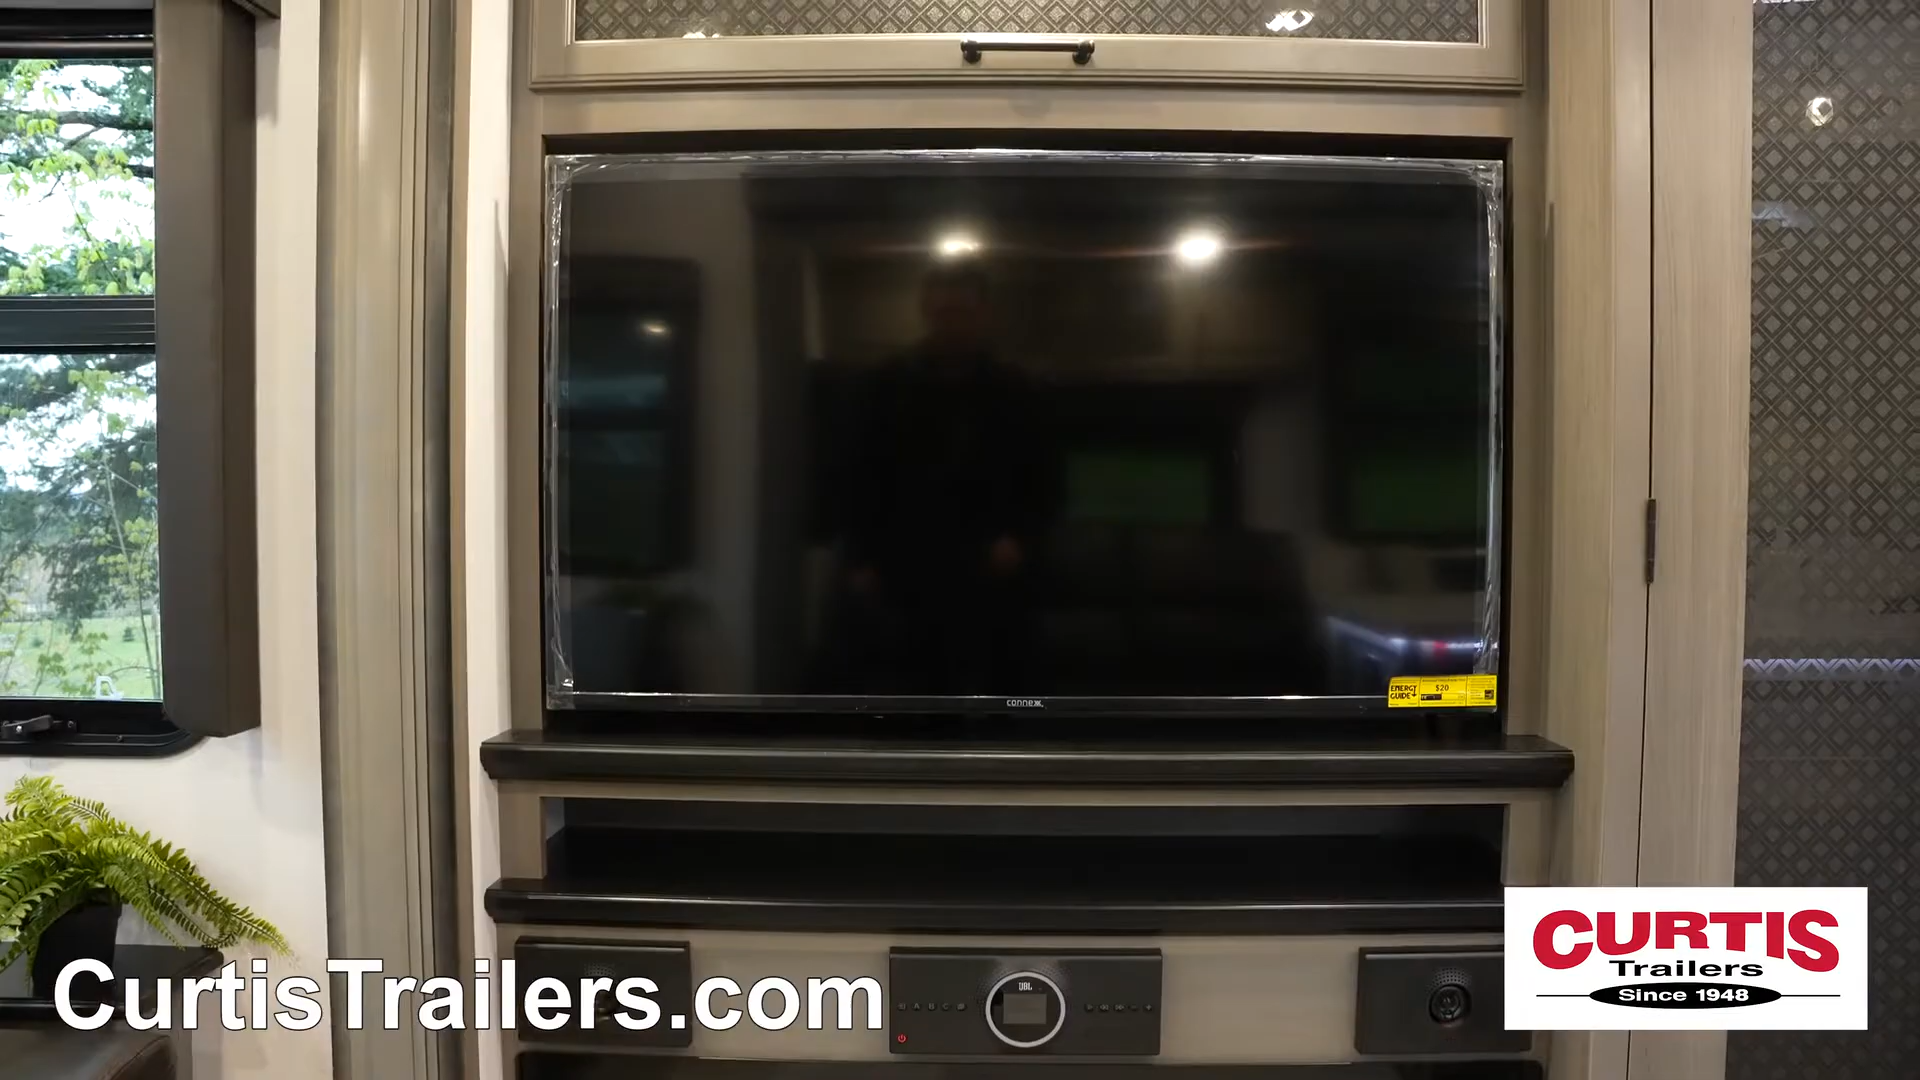 connex
ENERGY
GUIDE
$20
JBL
A B C
CurtisTrailers.com
CURTIS
Trailers
Since 1948